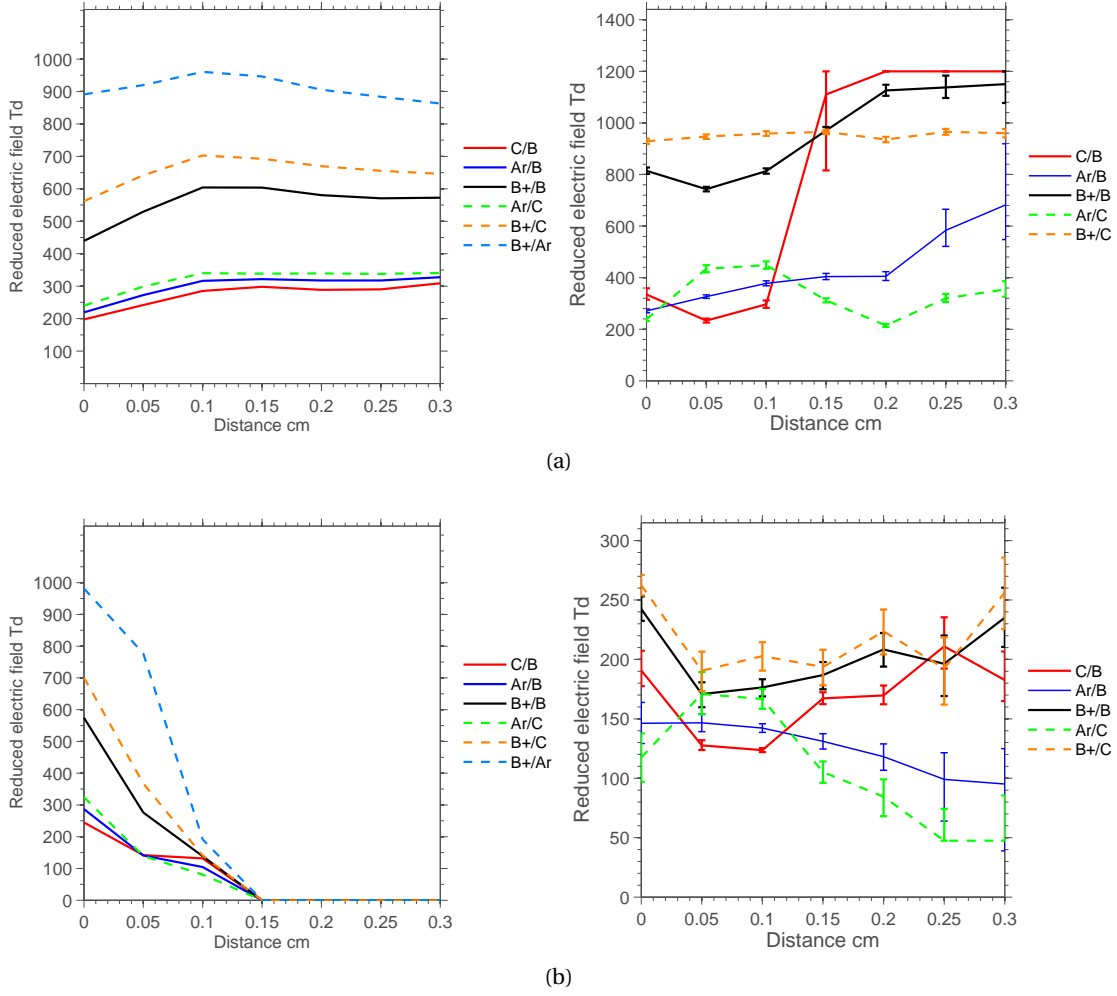 Reduced electric field Td
1000
900
800
700
600
500
400
300
200
100
0
0.05
0.1
0.15
0.2
0.25
0.3
Distance cm
C/B
Ar/B
B+/B
Ar/C
B+/C
B+/Ar
Reduced electric field Td
1400
1200
1000
800
600
400
200
0
0
0.05
0.1
0.15
0.2
0.25
0.3
Distance cm
C/B
Ar/B
B+/B
Ar/C
B+/C
(a)
Reduced electric field Td
1000
900
800
700
600
500
400
300
200
100
0
0
0.05
0.1
0.15
0.2
0.25
0.3
Distance cm
C/B
Ar/B
B+/B
Ar/C
B+/C
B+/Ar
Reduced electric field Td
300
250
200
150
100
50
0
0
0.05
0.1
0.15
0.2
0.25
0.3
Distance cm
C/B
Ar/B
B+/B
Ar/C
B+/C
(b)